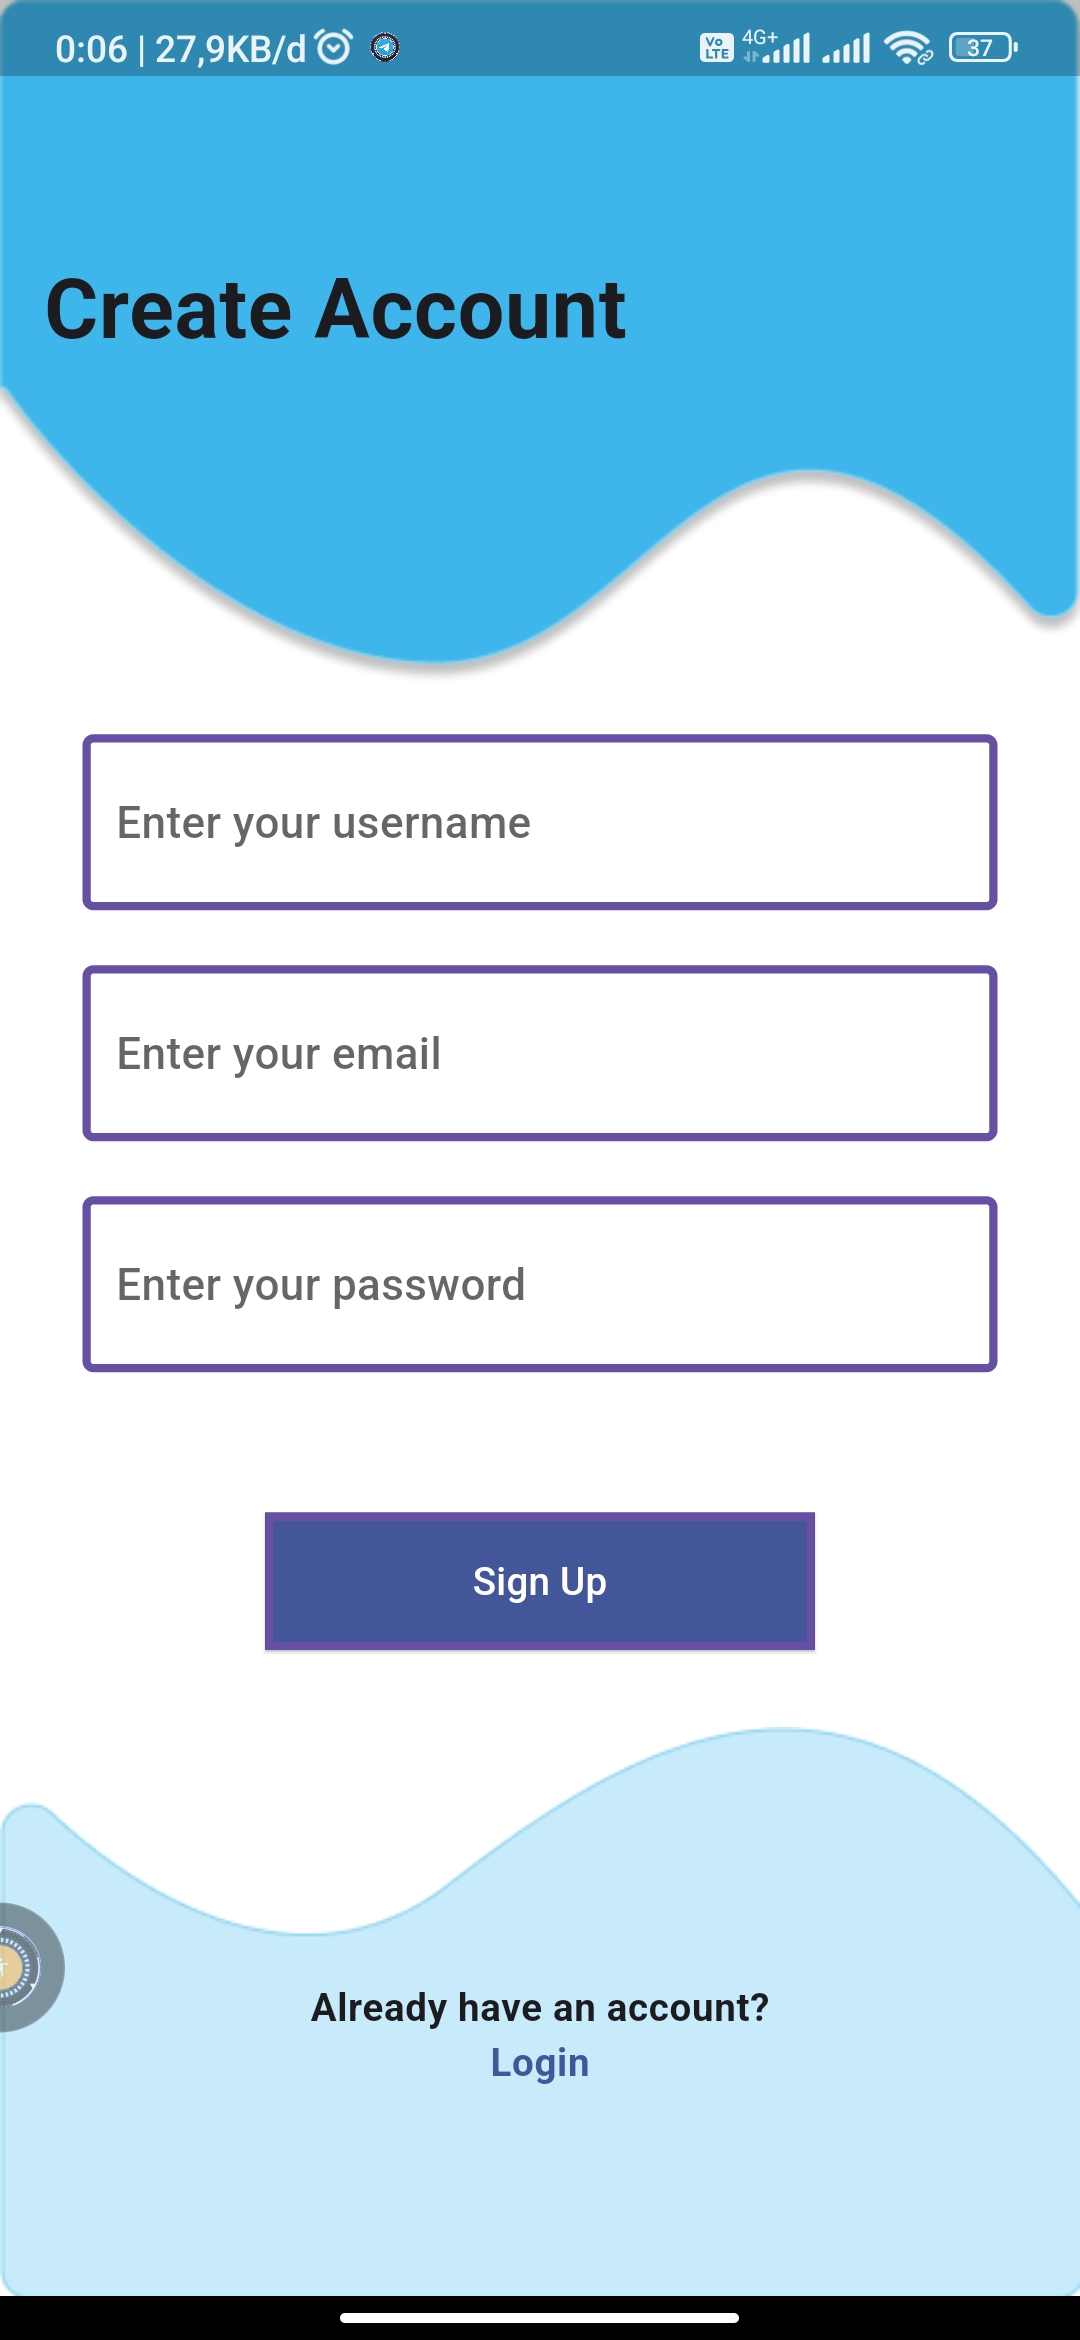 0:06 | 27,9KB/d
Vo LTE 4G+ 37
Create Account
Enter your username
Enter your email
Enter your password
Sign Up
Already have an account?
Login